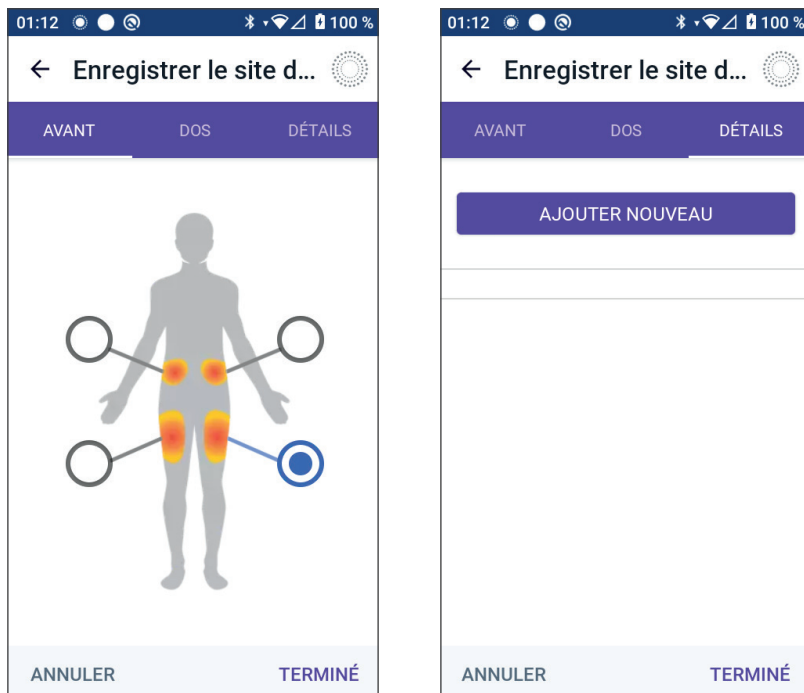 01:12 100 %
Enregistrer le site d...
AVANT DOS DÉTAILS
ANNULER TERMINÉ
01:12 100 %
Enregistrer le site d...
AVANT DOS DÉTAILS
AJOUTER NOUVEAU
ANNULER TERMINÉ